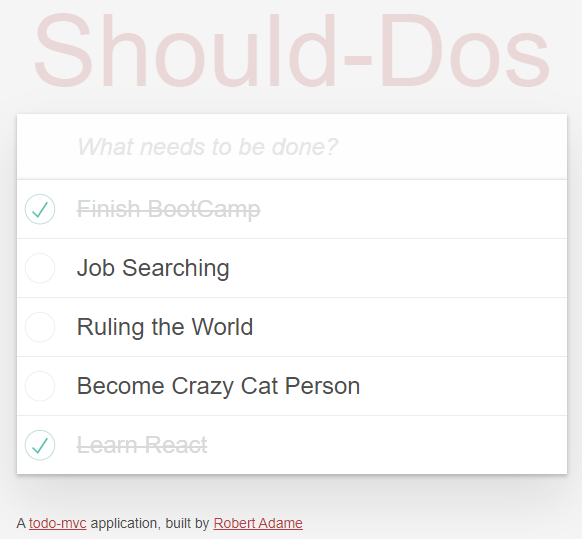 Should-Dos
What needs to be done?
Finish BootCamp
Job Searching
Ruling the World
Become Crazy Cat Person
Learn React
A todo-mvc application, built by Robert Adame